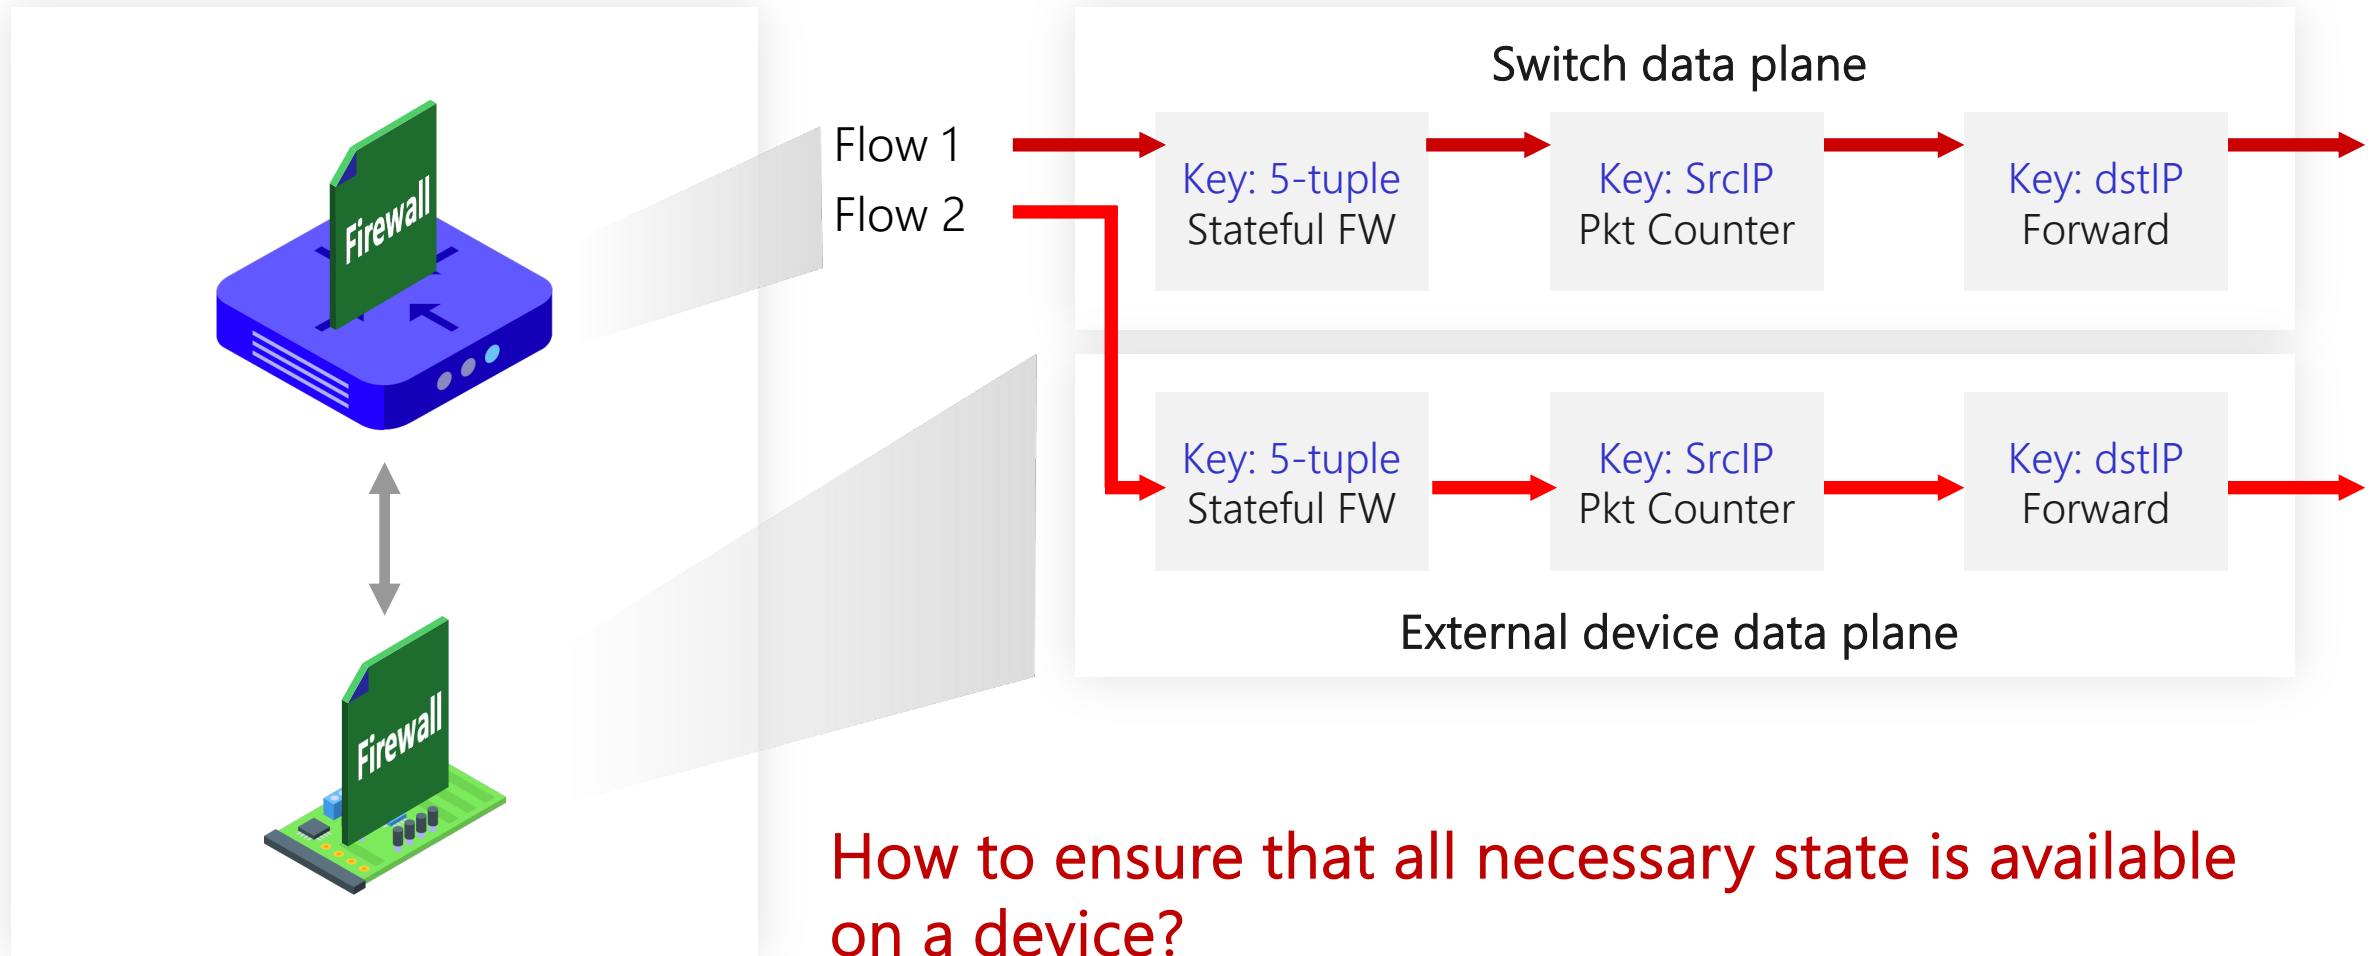 Switch data plane
Firewall
Flow 1
Flow 2
Key: 5-tuple
Stateful FW
Key: SrcIP
Pkt Counter
Key: dstIP
Forward
Key: 5-tuple
Stateful FW
Key: SrcIP
Pkt Counter
Key: dstIP
Forward
External device data plane
Firewall
How to ensure that all necessary state is available
on a device?